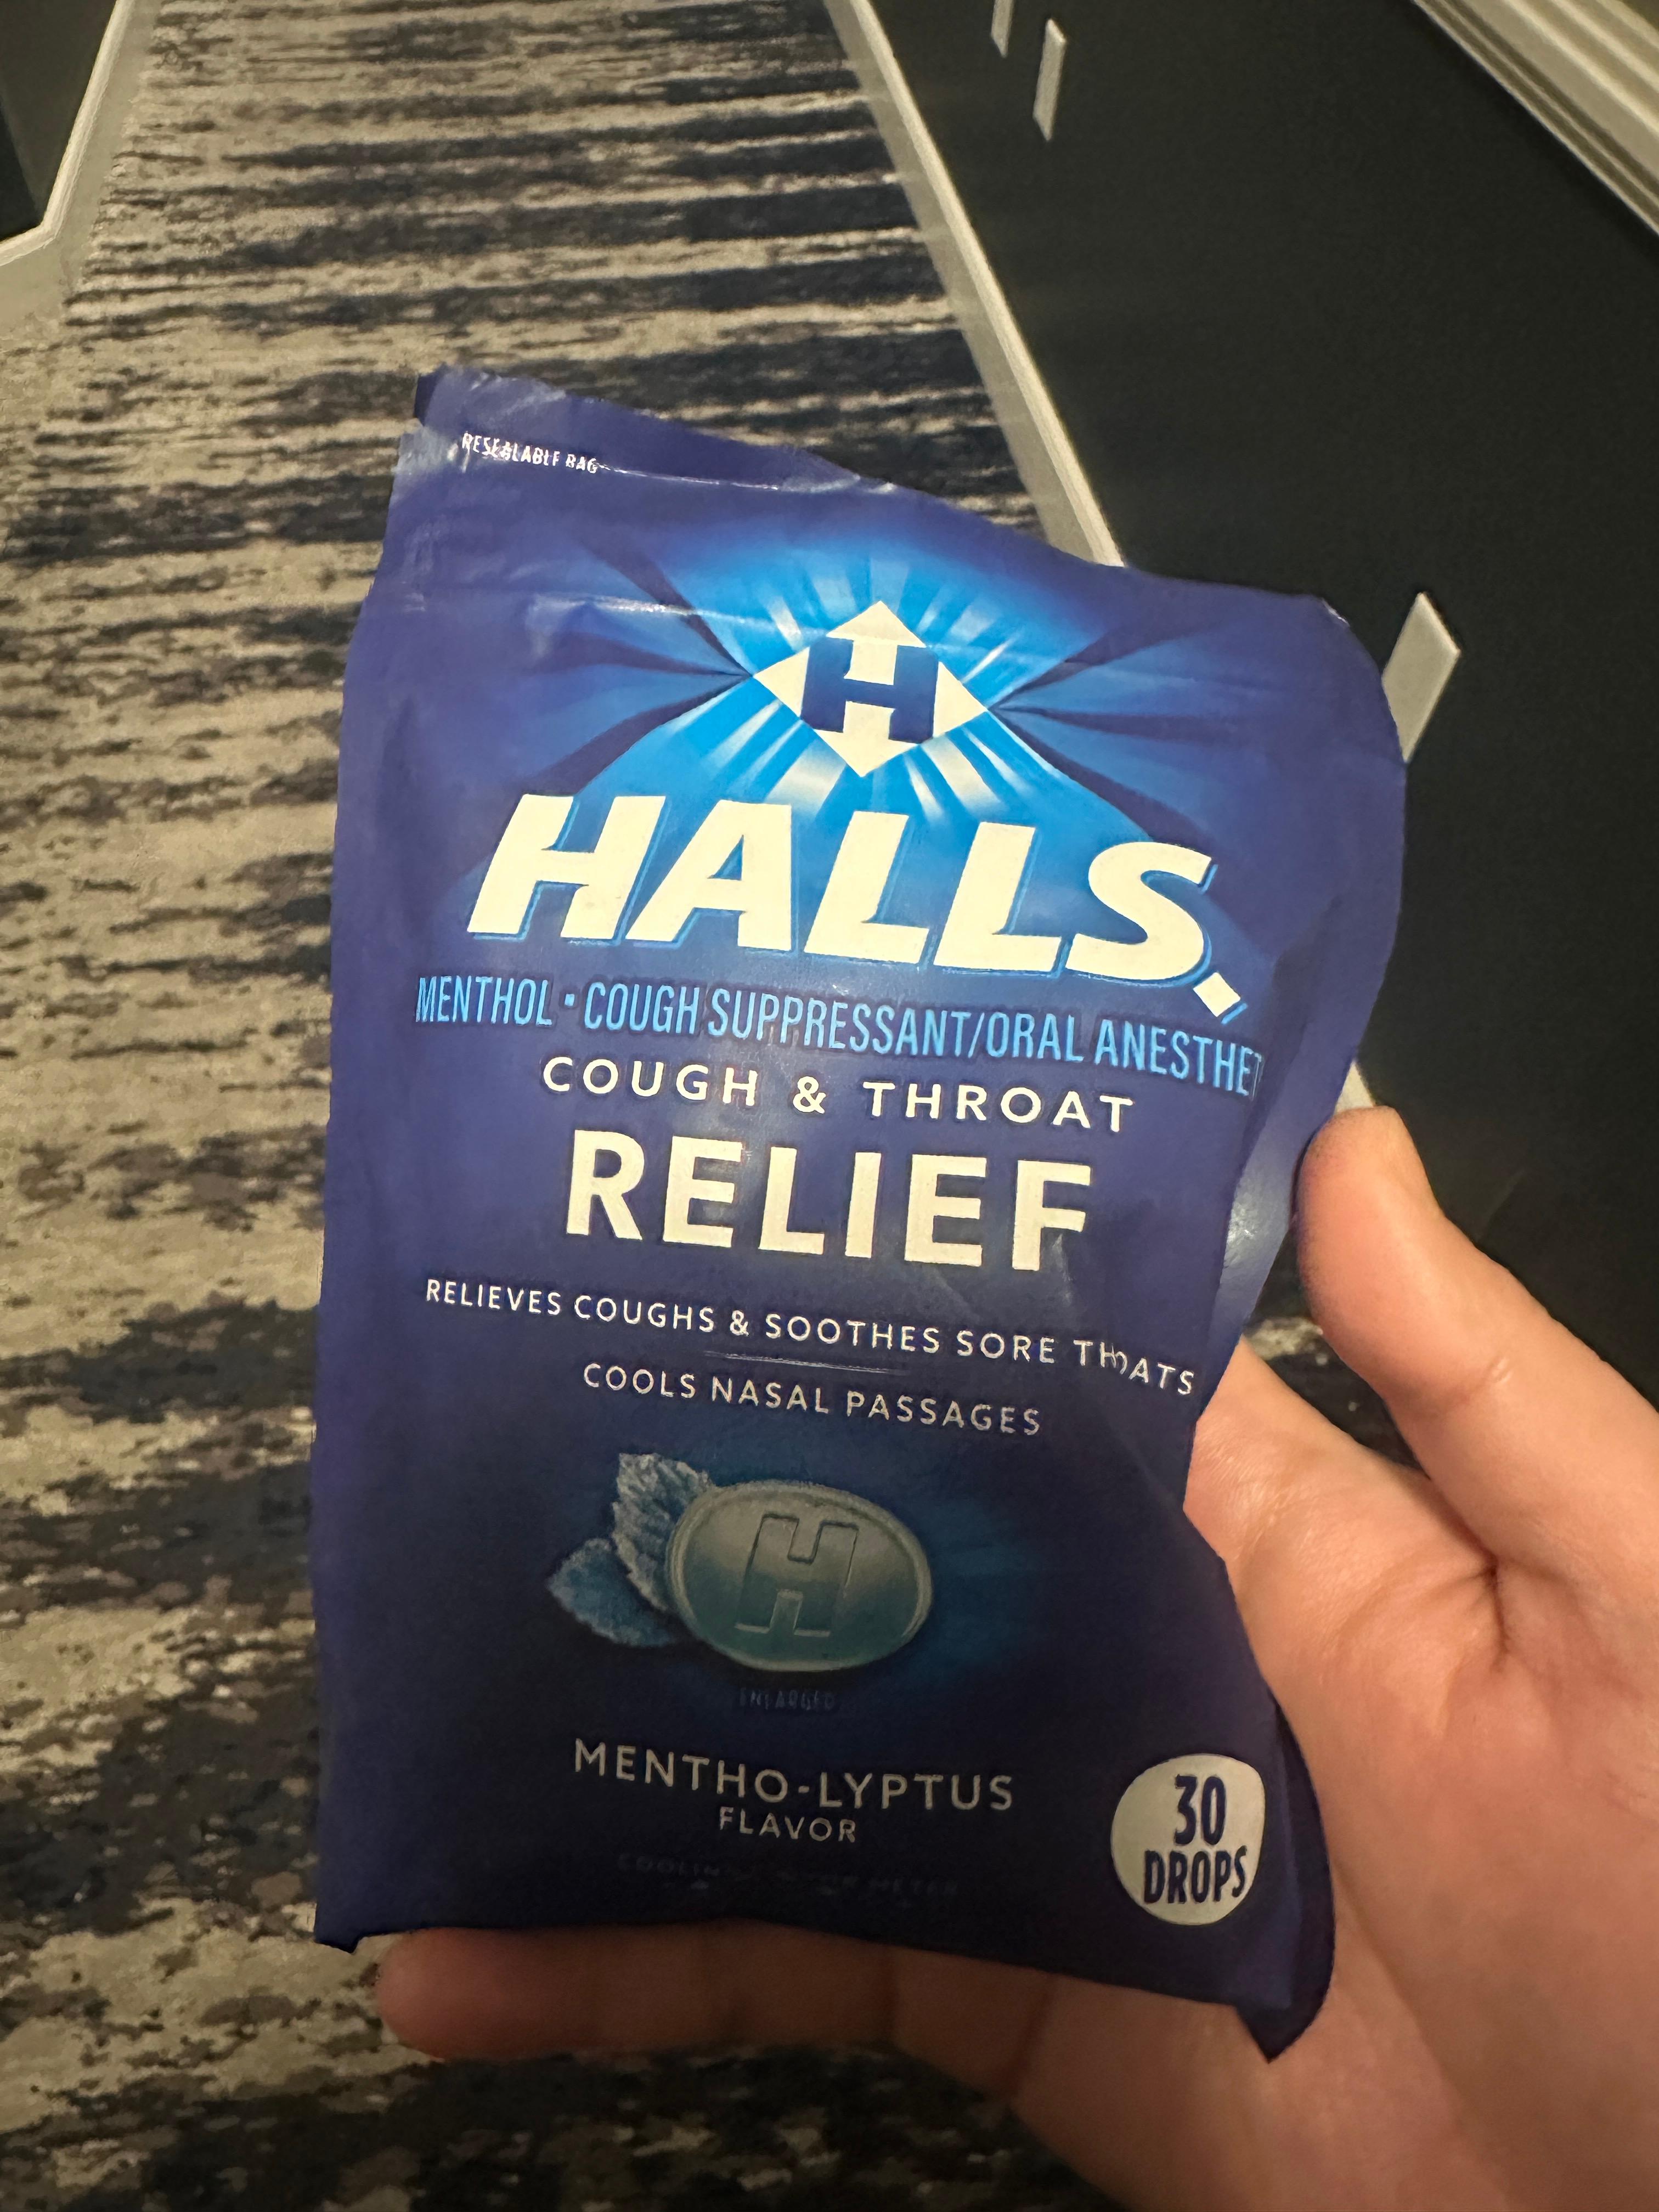 RESEALABLE BAG
H
HALLS
MENTHOL • COUGH SUPPRESSANT/ORAL ANESTHET
COUGH & THROAT
RELIEF
RELIEVES COUGHS & SOOTHES SORE THROATS
COOLS NASAL PASSAGES
H
ENLARGED
MENTHO-LYPTUS
FLAVOR
30
DROPS